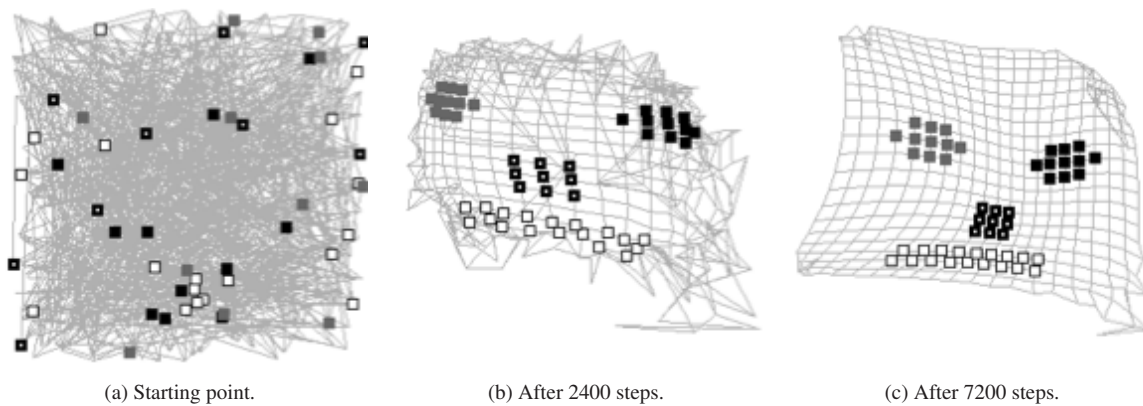 (a) Starting point.
(b) After 2400 steps.
(c) After 7200 steps.